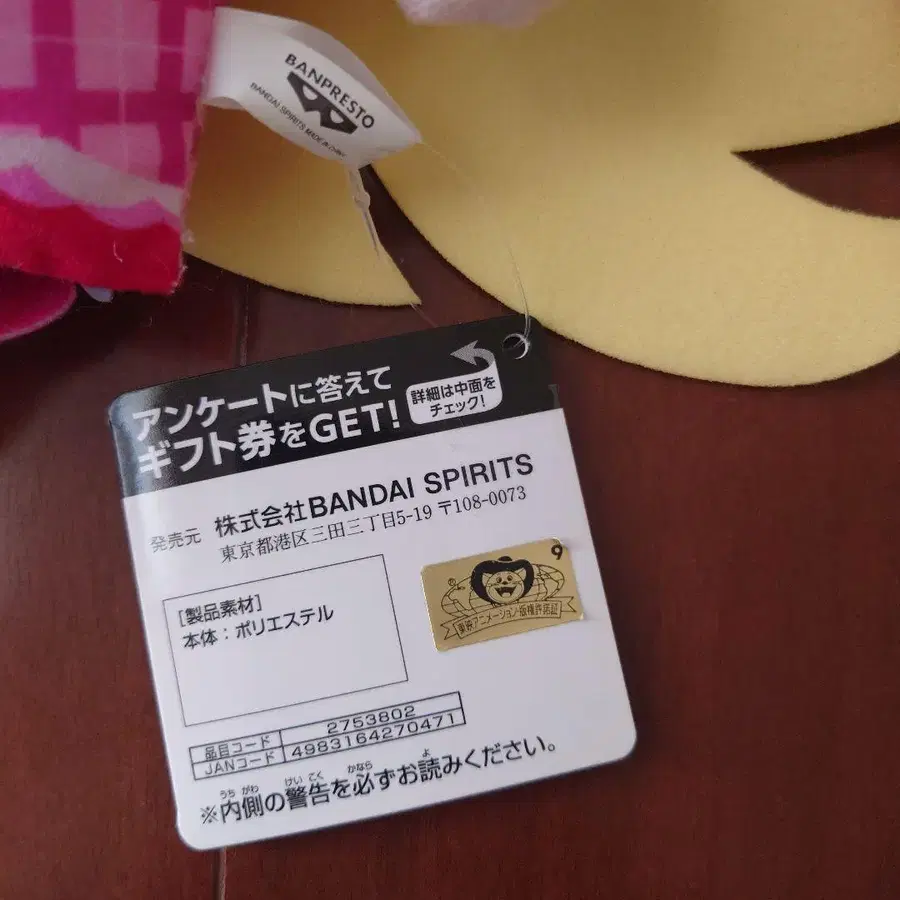 BANPRESTO
BANDAI SPIRITS MADE IN CHINA
アンケートに答えて
ギフト券をGET!
詳細は中面を
チェック!
発売元 株式会社BANDAI SPIRITS
東京都港区三田三丁目5-19 〒108-0073
9
東映アニメーション・版権許諾証
[製品素材]
本体：ポリエステル
品目コード 2753802
JANコード 4983164270471
※内側の警告を必ずお読みください。